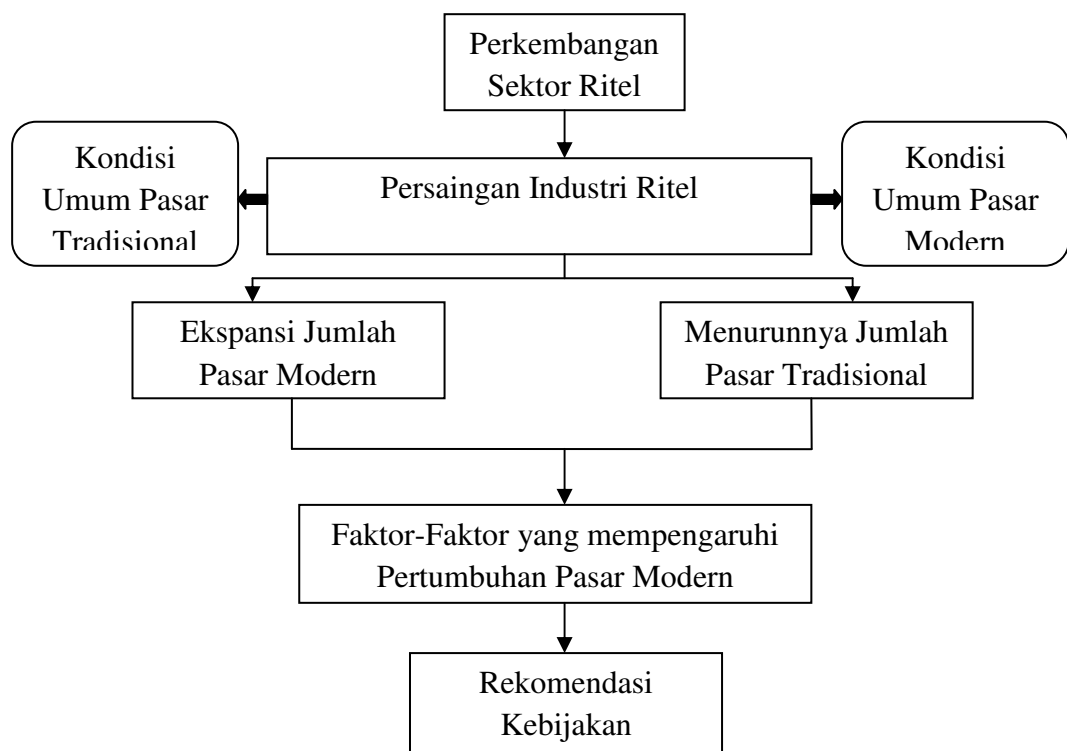 Perkembangan
Sektor Ritel
Kondisi
Umum Pasar
Tradisional
Persaingan Industri Ritel
Kondisi
Umum Pasar
Modern
Ekspansi Jumlah
Pasar Modern
Menurunnya Jumlah
Pasar Tradisional
Faktor-Faktor yang mempengaruhi
Pertumbuhan Pasar Modern
Rekomendasi
Kebijakan